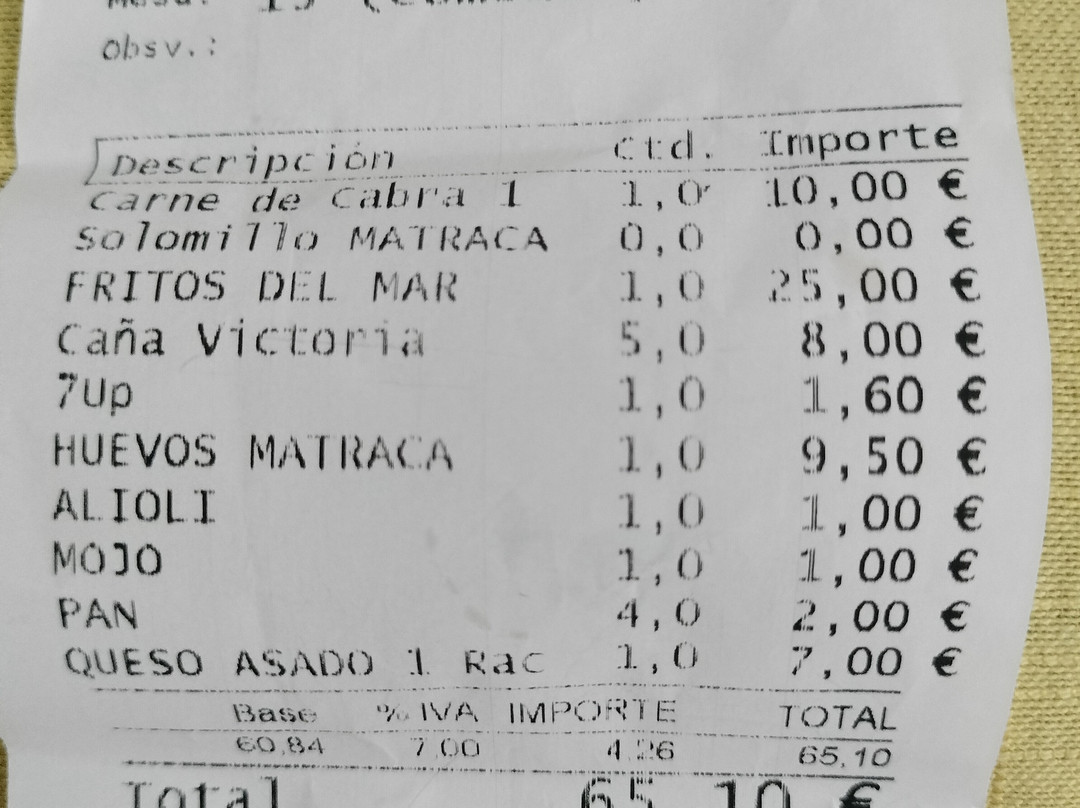 obsv.:
Descripción Ctd. Importe
Carne de Cabra 1 1,0 10,00 €
Solomillo MATRACA 0,0 0,00 €
FRITOS DEL MAR 1,0 25,00 €
Caña Victoria 5,0 8,00 €
7Up 1,0 1,60 €
HUEVOS MATRACA 1,0 9,50 €
ALIOLI 1,0 1,00 €
MOJO 1,0 1,00 €
PAN 4,0 2,00 €
QUESO ASADO 1 Rac 1,0 7,00 €
Base % IVA IMPORTE TOTAL
60,84 7,00 4,26 65,10
Total 65,10 €